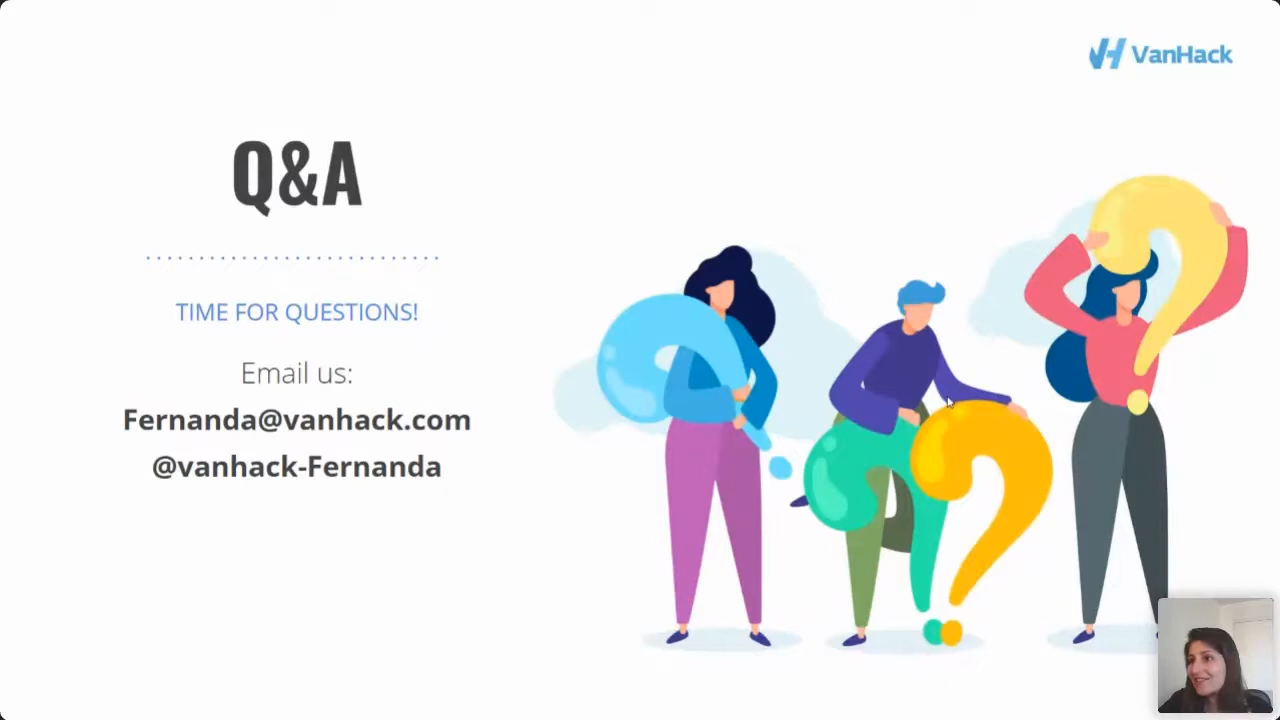 VanHack
Q&A
TIME FOR QUESTIONS!
Email us:
Fernanda@vanhack.com
@vanhack-Fernanda